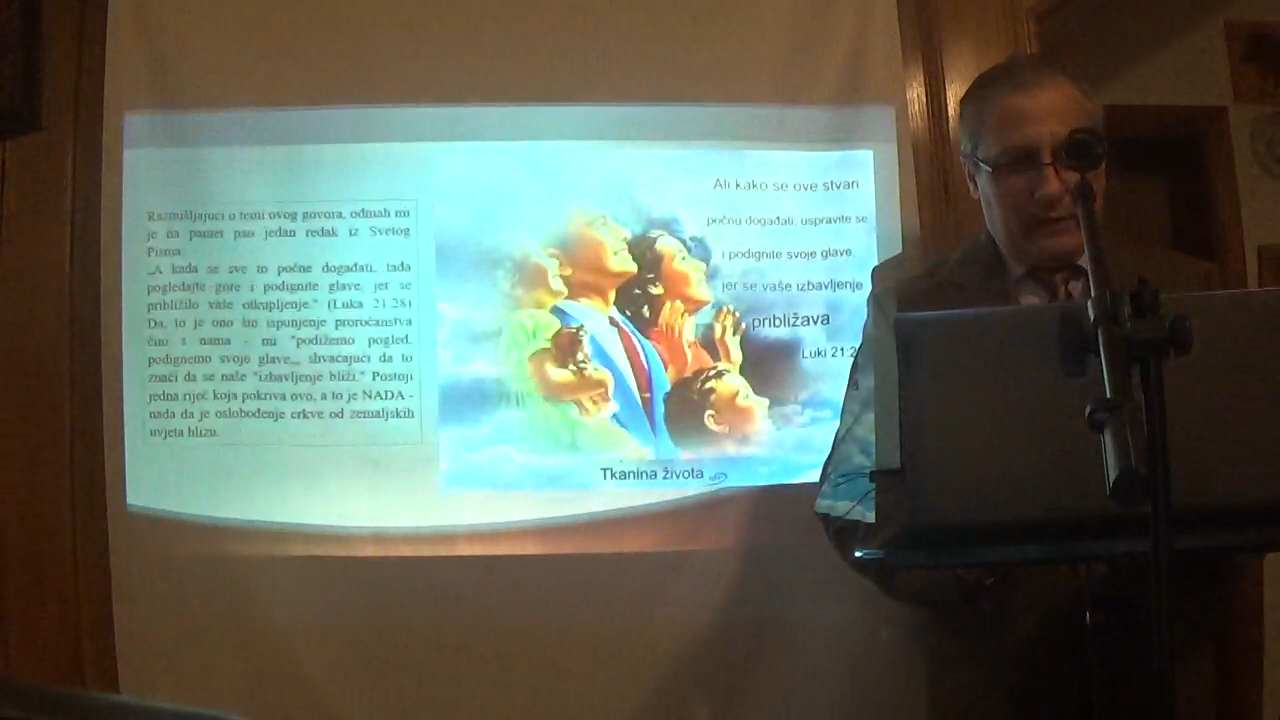 Razmišljajući o temi ovog govora, odmah mi
je na pamet pao jedan redak iz Svetog
Pisma.
„A kada se sve to počne događati, tada
pogledajte gore i podignite glave, jer se
približilo vaše otkupljenje." (Luka 21:28)
Da, to je ono što ispunjenje proročanstva
čini s nama - mi "podižemo pogled,
podignemo svoje glave„, shvaćajući da to
znači da se naše "izbavljenje bliži." Postoji
jedna riječ koja pokriva ovo, a to je NADA -
nada da je oslobođenje crkve od zemaljskih
uvjeta blizu.
Ali kako se ove stvari
počnu događati, uspravite se
i podignite svoje glave,
jer se vaše izbavljenje
približava
Luki 21:2
Tkanina života